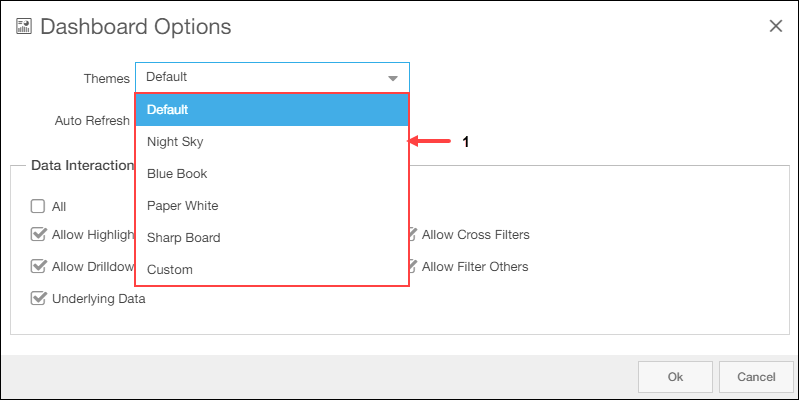 Dashboard Options
Themes Default
Default
Auto Refresh
Night Sky
1
Data Interaction
Blue Book
All
Paper White
Allow Highligh
Sharp Board
Allow Cross Filters
Allow Drilldow
Custom
Allow Filter Others
Underlying Data
Ok Cancel